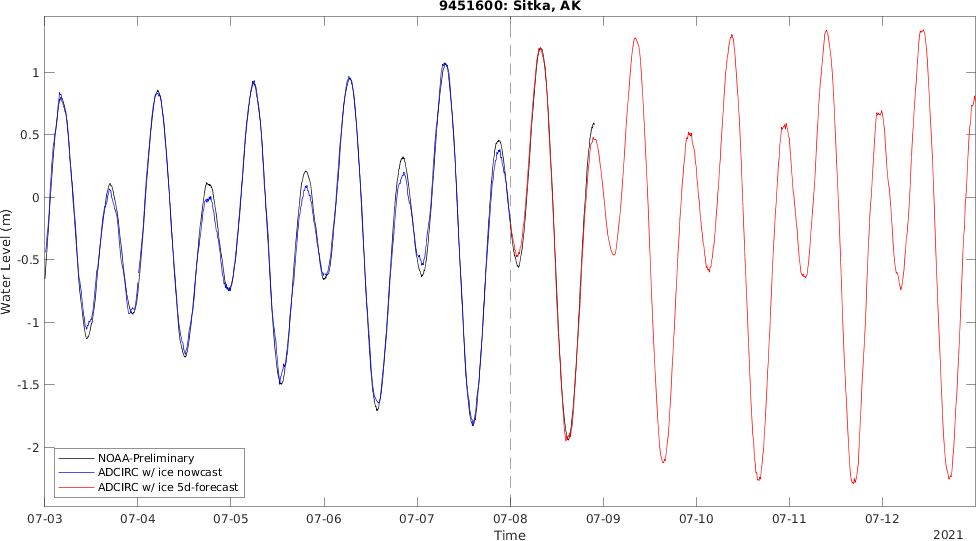 9451600: Sitka, AK
1
0.5
0
-0.5
-1
-1.5
-2
Water Level (m)
NOAA-Preliminary
ADCIRC w/ ice nowcast
ADCIRC w/ ice 5d-forecast
07-03 07-04 07-05 07-06 07-07 07-08 07-09 07-10 07-11 07-12
Time
2021